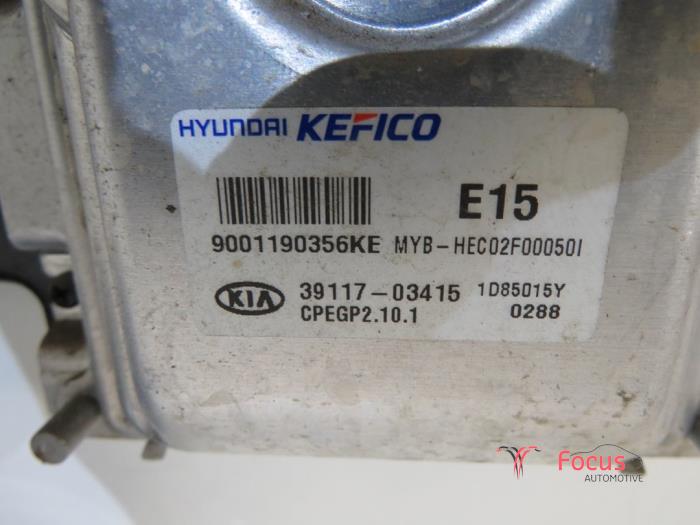 HYUNDAI KEFICO
E15
9001190356KE MYB-HEC02F00050I
KIA 39117-03415 1D85015Y
CPEGP2.10.1 0288
Focus
AUTOMOTIVE